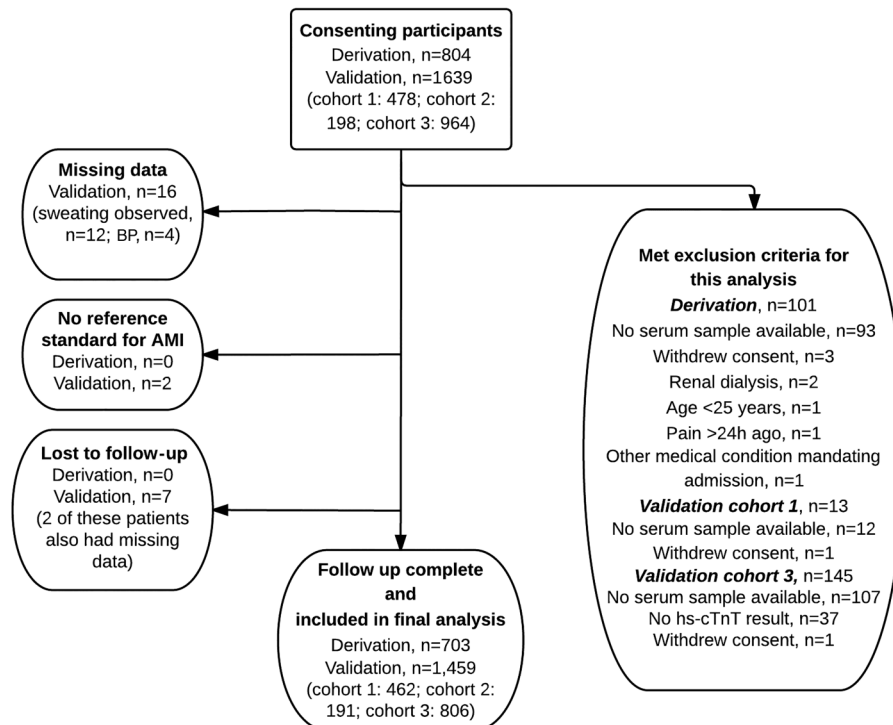 Consenting participants
Derivation, n=804
Validation, n=1639
(cohort 1: 478; cohort 2:
198; cohort 3: 964)
Missing data
Validation, n=16
(sweating observed,
n=12; BP, n=4)
No reference
standard for AMI
Derivation, n=0
Validation, n=2
Lost to follow-up
Derivation, n=0
Validation, n=7
(2 of these patients
also had missing
data)
Met exclusion criteria for
this analysis
Derivation, n=101
No serum sample available, n=93
Withdrew consent, n=3
Renal dialysis, n=2
Age <25 years, n=1
Pain >24h ago, n=1
Other medical condition mandating
admission, n=1
Validation cohort 1, n=13
No serum sample available, n=12
Withdrew consent, n=1
Validation cohort 3, n=145
No serum sample available, n=107
No hs-cTnT result, n=37
Withdrew consent, n=1
Follow up complete
and
included in final analysis
Derivation, n=703
Validation, n=1,459
(cohort 1: 462; cohort 2:
191; cohort 3: 806)